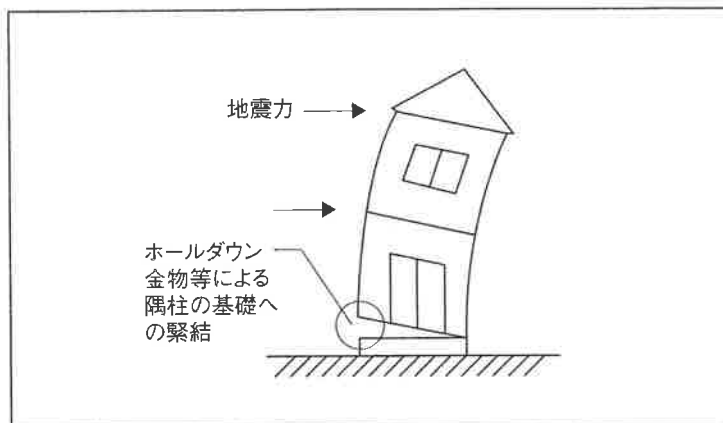 地震力
ホールダウン
金物等による
隅柱の基礎へ
の緊結